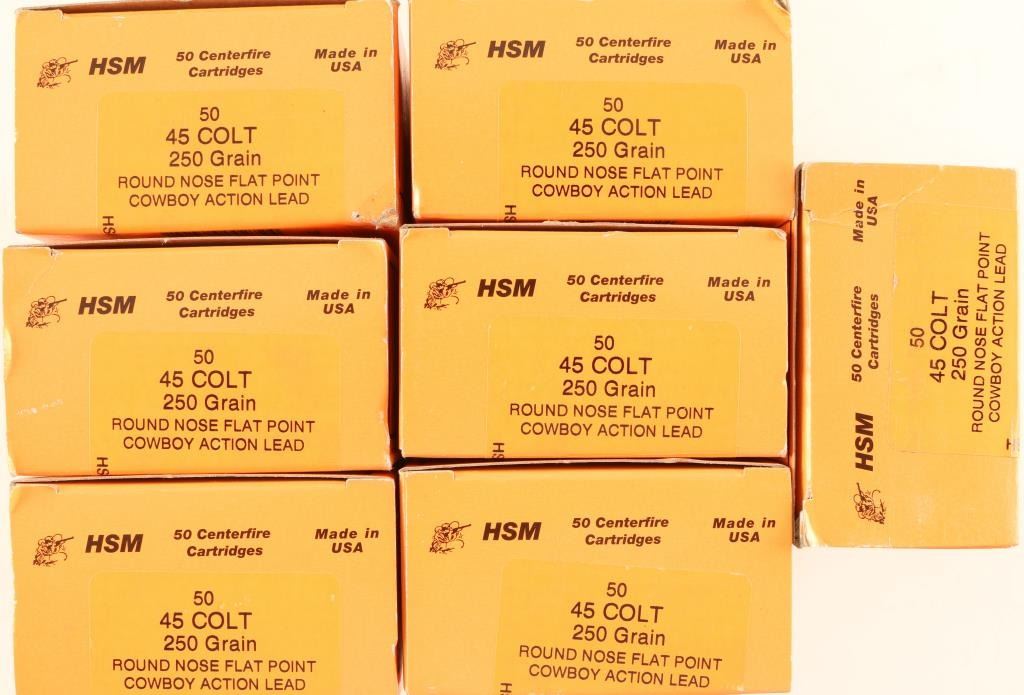 HSM
50 Centerfire
Cartridges
Made in
USA
50
45 COLT
250 Grain
ROUND NOSE FLAT POINT
COWBOY ACTION LEAD
HS
HSM
50 Centerfire
Cartridges
Made in
USA
50
45 COLT
250 Grain
ROUND NOSE FLAT POINT
COWBOY ACTION LEAD
HS
HSM
50 Centerfire
Cartridges
Made in
USA
50
45 COLT
250 Grain
ROUND NOSE FLAT POINT
COWBOY ACTION LEAD
HS
HSM
50 Centerfire
Cartridges
Made in
USA
50
45 COLT
250 Grain
ROUND NOSE FLAT POINT
COWBOY ACTION LEAD
HS
HSM
50 Centerfire
Cartridges
Made in
USA
50
45 COLT
250 Grain
ROUND NOSE FLAT POINT
COWBOY ACTION LEAD
HSM
50 Centerfire
Cartridges
Made in
USA
50
45 COLT
250 Grain
ROUND NOSE FLAT POINT
COWBOY ACTION LEAD
HSM
50 Centerfire
Cartridges
Made in
USA
50
45 COLT
250 Grain
ROUND NOSE FLAT POINT
COWBOY ACTION LEAD
HS